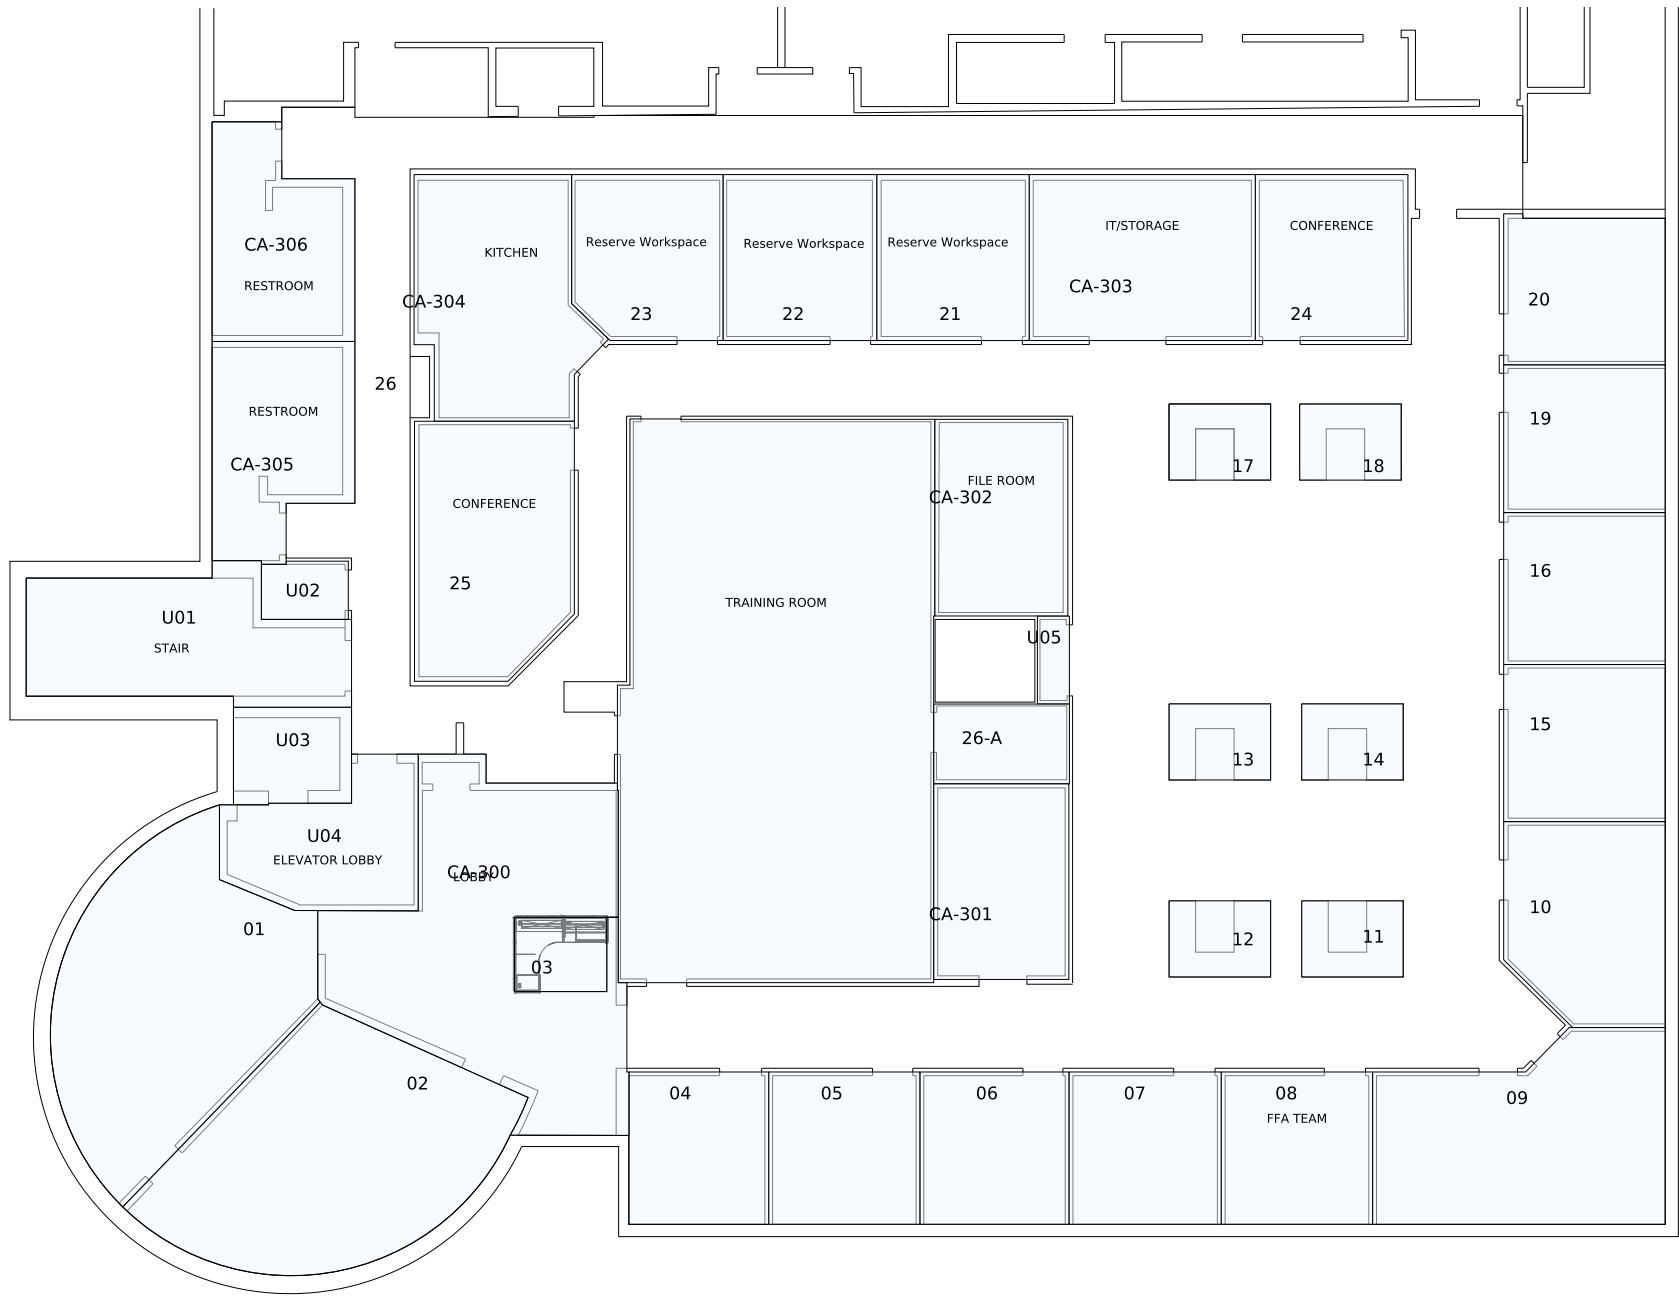 CA-306
RESTROOM
KITCHEN
CA-304
Reserve Workspace
23
Reserve Workspace
22
Reserve Workspace
21
IT/STORAGE
CA-303
CONFERENCE
24
20
26
RESTROOM
CA-305
19
17
18
CONFERENCE
25
FILE ROOM
CA-302
16
U02
U01
STAIR
TRAINING ROOM
U05
26-A
15
13
14
U03
U04
ELEVATOR LOBBY
CA-300
LOBBY
CA-301
10
12
11
01
03
02
04
05
06
07
08
FFA TEAM
09